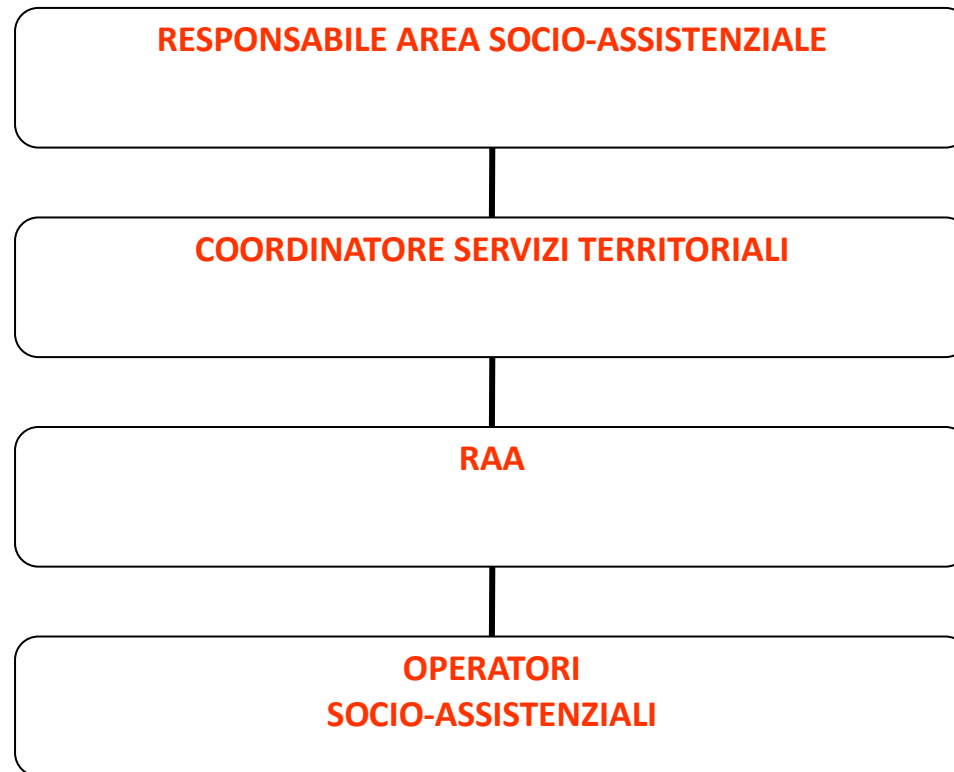 RESPONSABILE AREA SOCIO-ASSISTENZIALE
COORDINATORE SERVIZI TERRITORIALI
RAA
OPERATORI
SOCIO-ASSISTENZIALI